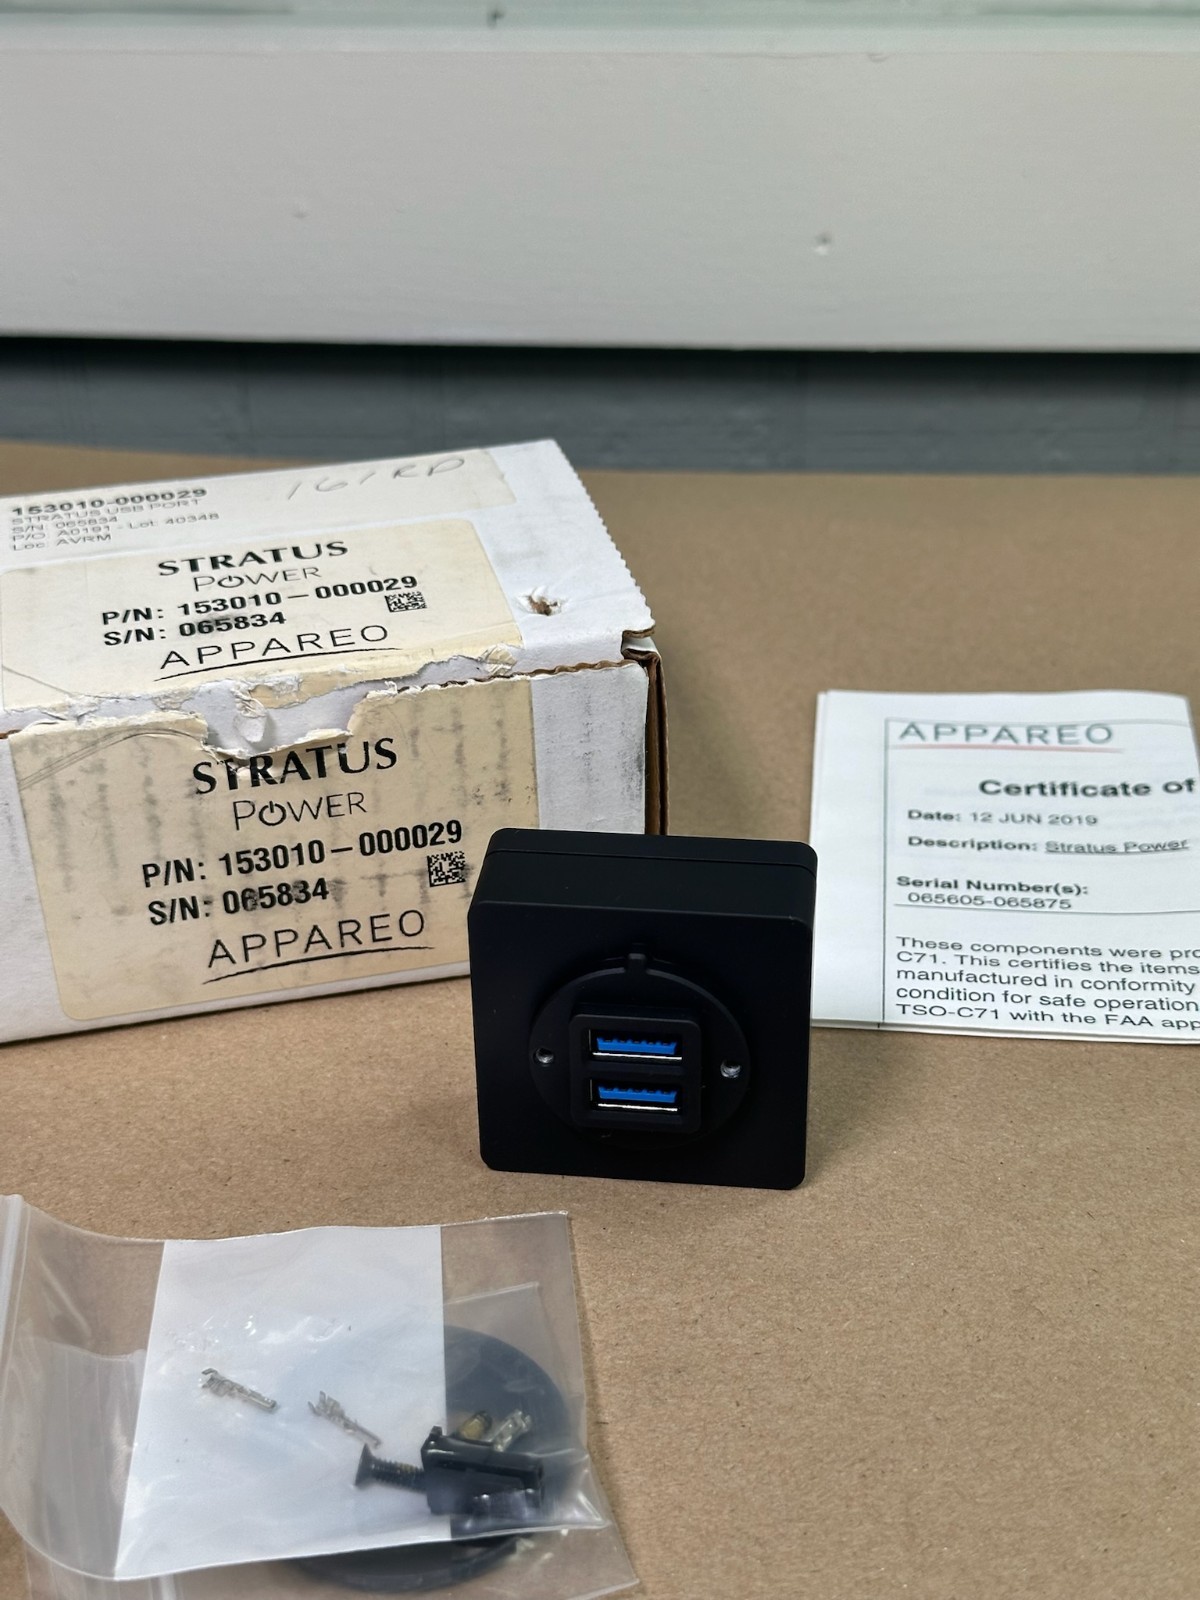 153010-000029
STRATUS USB PORT
S/N: 065834
P/O: A0191 - Lot: 40348
Loc: AVRM
STRATUS
POWER
P/N: 153010-000029
S/N: 065834
APPAREO
STRATUS
POWER
P/N: 153010-000029
S/N: 065834
APPAREO
APPAREO
Certificate of
Date: 12 JUN 2019
Description: Stratus Power
Serial Number(s):
065605-065875
These components were pro
C71. This certifies the items
manufactured in conformity
condition for safe operation
TSO-C71 with the FAA app